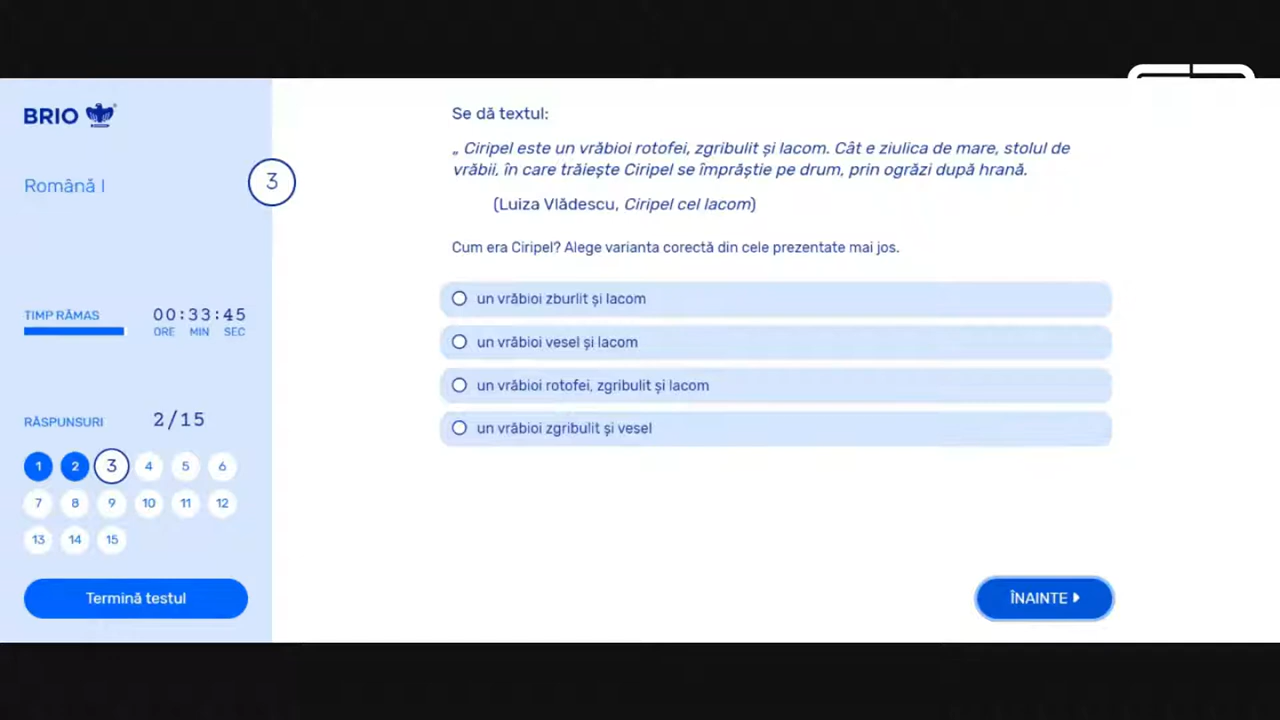 BRIO
Română I
3
TIMP RĂMAS
00:33:45
ORE MIN SEC
RĂSPUNSURI
2/15
1 2 3 4 5 6
7 8 9 10 11 12
13 14 15
Termină testul
Se dă textul:
„ Ciripel este un vrăbioi rotofei, zgribulit și lacom. Cât e ziulica de mare, stolul de
vrăbii, în care trăiește Ciripel se împrăștie pe drum, prin ogrăzi după hrană.
(Luiza Vlădescu, Ciripel cel lacom)
Cum era Ciripel? Alege varianta corectă din cele prezentate mai jos.
un vrăbioi zburlit și lacom
un vrăbioi vesel și lacom
un vrăbioi rotofei, zgribulit și lacom
un vrăbioi zgribulit și vesel
ÎNAINTE